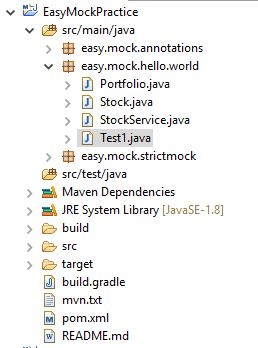 EasyMockPractice
src/main/java
easy.mock.annotations
easy.mock.hello.world
Portfolio.java
Stock.java
StockService.java
Test1.java
easy.mock.strictmock
src/test/java
Maven Dependencies
JRE System Library [JavaSE-1.8]
build
src
target
build.gradle
mvn.txt
pom.xml
README.md